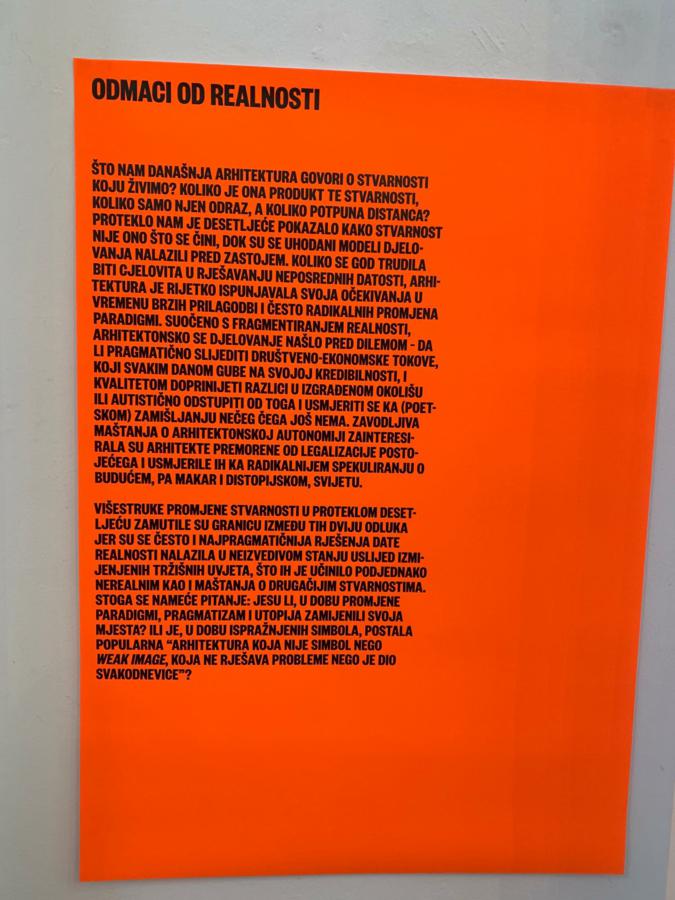 ODMACI OD REALNOSTI
ŠTO NAM DANAŠNJA ARHITEKTURA GOVORI O STVARNOSTI
KOJU ŽIVIMO? KOLIKO JE ONA PRODUKT TE STVARNOSTI,
KOLIKO SAMO NJEN ODRAZ, A KOLIKO POTPUNA DISTANCA?
PROTEKLO NAM JE DESETLJEĆE POKAZALO KAKO STVARNOST
NIJE ONO ŠTO SE ČINI, DOK SU SE UHODANI MODELI DJELO-
VANJA NALAZILI PRED ZASTOJEM. KOLIKO SE GOD TRUDILA
BITI CJELOVITA U RJEŠAVANJU NEPOSREDNIH DATOSTI, ARHI-
TEKTURA JE RIJETKO ISPUNJAVALA SVOJA OČEKIVANJA U
VREMENU BRZIH PRILAGODBI I ČESTO RADIKALNIH PROMJENA
PARADIGMI. SUOČENO S FRAGMENTIRANJEM REALNOSTI,
ARHITEKTONSKO SE DJELOVANJE NAŠLO PRED DILEMOM - DA
LI PRAGMATIČNO SLIJEDITI DRUŠTVENO-EKONOMSKE TOKOVE,
KOJI SVAKIM DANOM GUBE NA SVOJOJ KREDIBILNOSTI, I
KVALITETOM DOPRINIJETI RAZLICI U IZGRAĐENOM OKOLIŠU
ILI AUTISTIČNO ODSTUPITI OD TOGA I USMJERITI SE KA (POET-
SKOM) ZAMIŠLJANJU NEČEG ČEGA JOŠ NEMA. ZAVODLJIVA
MAŠTANJA O ARHITEKTONSKOJ AUTONOMIJI ZAINTERESI-
RALA SU ARHITEKTE PREMORENE OD LEGALIZACIJE POSTO-
JEĆEGA I USMJERILE IH KA RADIKALNIJEM SPEKULIRANJU O
BUDUĆEM, PA MAKAR I DISTOPIJSKOM, SVIJETU.
VIŠESTRUKE PROMJENE STVARNOSTI U PROTEKLOM DESET-
LJEĆU ZAMUTILE SU GRANICU IZMEĐU TIH DVIJU ODLUKA
JER SU SE ČESTO I NAJPRAGMATIČNIJA RJEŠENJA DATE
REALNOSTI NALAZILA U NEIZVEDIVOM STANJU USLIJED IZMI-
JENJENIH TRŽIŠNIH UVJETA, ŠTO IH JE UČINILO PODJEDNAKO
NEREALNIM KAO I MAŠTANJA O DRUGAČIJIM STVARNOSTIMA.
STOGA SE NAMEĆE PITANJE: JESU LI, U DOBU PROMJENE
PARADIGMI, PRAGMATIZAM I UTOPIJA ZAMIJENILI SVOJA
MJESTA? ILI JE, U DOBU ISPRAŽNJENIH SIMBOLA, POSTALA
POPULARNA “ARHITEKTURA KOJA NIJE SIMBOL NEGO
WEAK IMAGE, KOJA NE RJEŠAVA PROBLEME NEGO JE DIO
SVAKODNEVICE”?